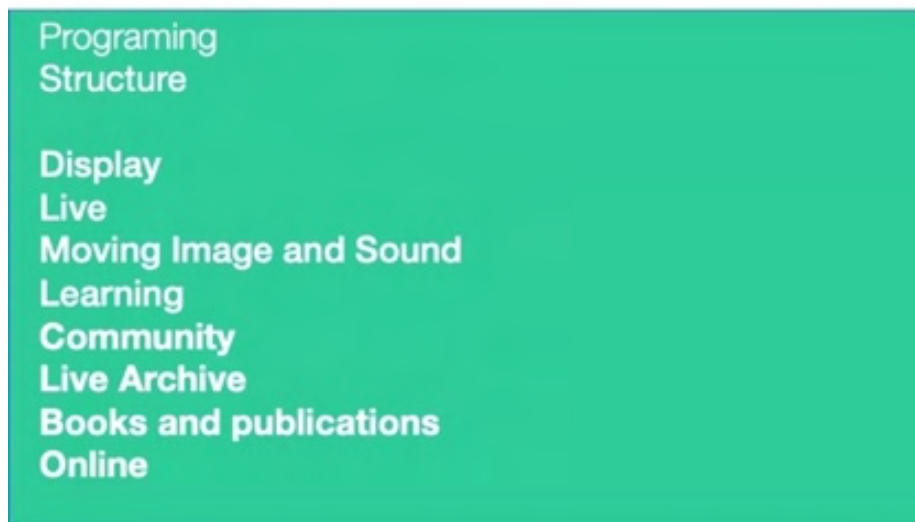 Programing
Structure
Display
Live
Moving Image and Sound
Learning
Community
Live Archive
Books and publications
Online